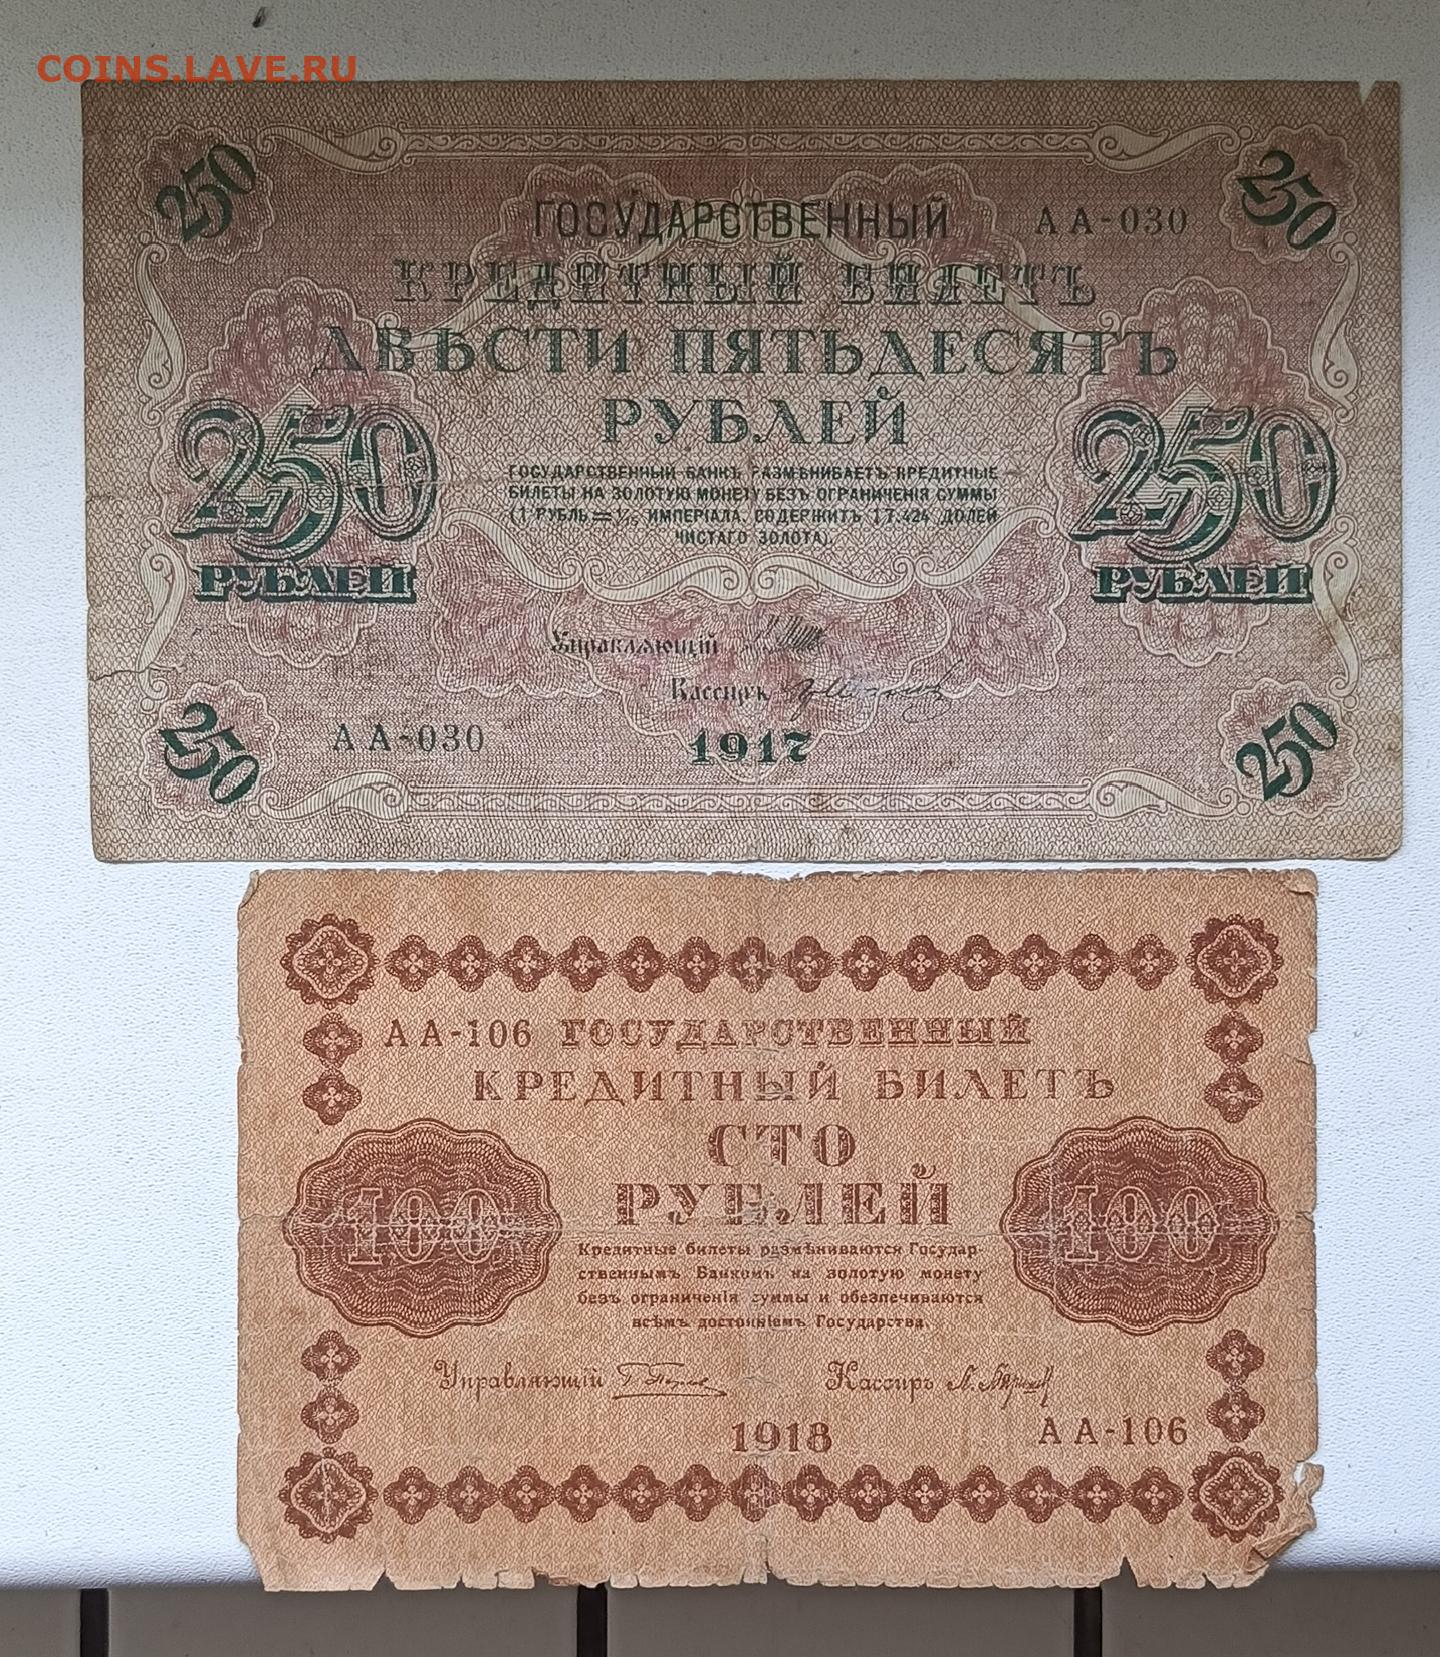 COINS.LAVE.RU
250 250
ГОСУДАРСТВЕННЫЙ АА-030
КРЕДИТНЫЙ БИЛЕТЪ
ДВѢСТИ ПЯТЬДЕСЯТЪ
РУБЛЕЙ
250 250
РУБЛЕЙ РУБЛЕЙ
ГОСУДАРСТВЕННЫЙ БАНКЪ РАЗМѢНИВАЕТЪ КРЕДИТНЫЕ
БИЛЕТЫ НА ЗОЛОТУЮ МОНЕТУ БЕЗЪ ОГРАНИЧЕНІЯ СУММЫ
(1 РУБЛЬ = ИМПЕРІАЛА, СОДЕРЖИТЪ 17,424 ДОЛЕЙ
ЧИСТАГО ЗОЛОТА).
Управляющій
Кассиръ
АА-030
1917
250 250
АА-106 ГОСУДАРСТВЕННЫЙ
КРЕДИТНЫЙ БИЛЕТЪ
СТО
РУБЛЕЙ
100 100
Кредитные билеты размѣниваются Государ-
ственнымъ Банкомъ на золотую монету
безъ ограниченія суммы и обезпечиваются
всѣмъ достояніемъ Государства.
Управляющій Кассиръ
1918
АА-106